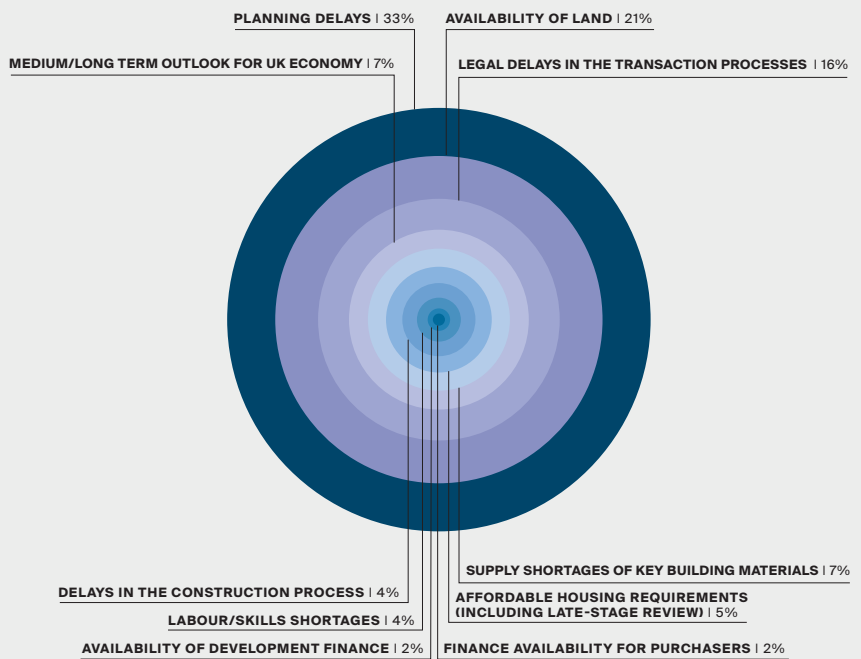 PLANNING DELAYS | 33%
AVAILABILITY OF LAND | 21%
MEDIUM/LONG TERM OUTLOOK FOR UK ECONOMY | 7%
LEGAL DELAYS IN THE TRANSACTION PROCESSES | 16%
SUPPLY SHORTAGES OF KEY BUILDING MATERIALS | 7%
DELAYS IN THE CONSTRUCTION PROCESS | 4%
AFFORDABLE HOUSING REQUIREMENTS
(INCLUDING LATE-STAGE REVIEW) | 5%
LABOUR/SKILLS SHORTAGES | 4%
AVAILABILITY OF DEVELOPMENT FINANCE | 2%
FINANCE AVAILABILITY FOR PURCHASERS | 2%